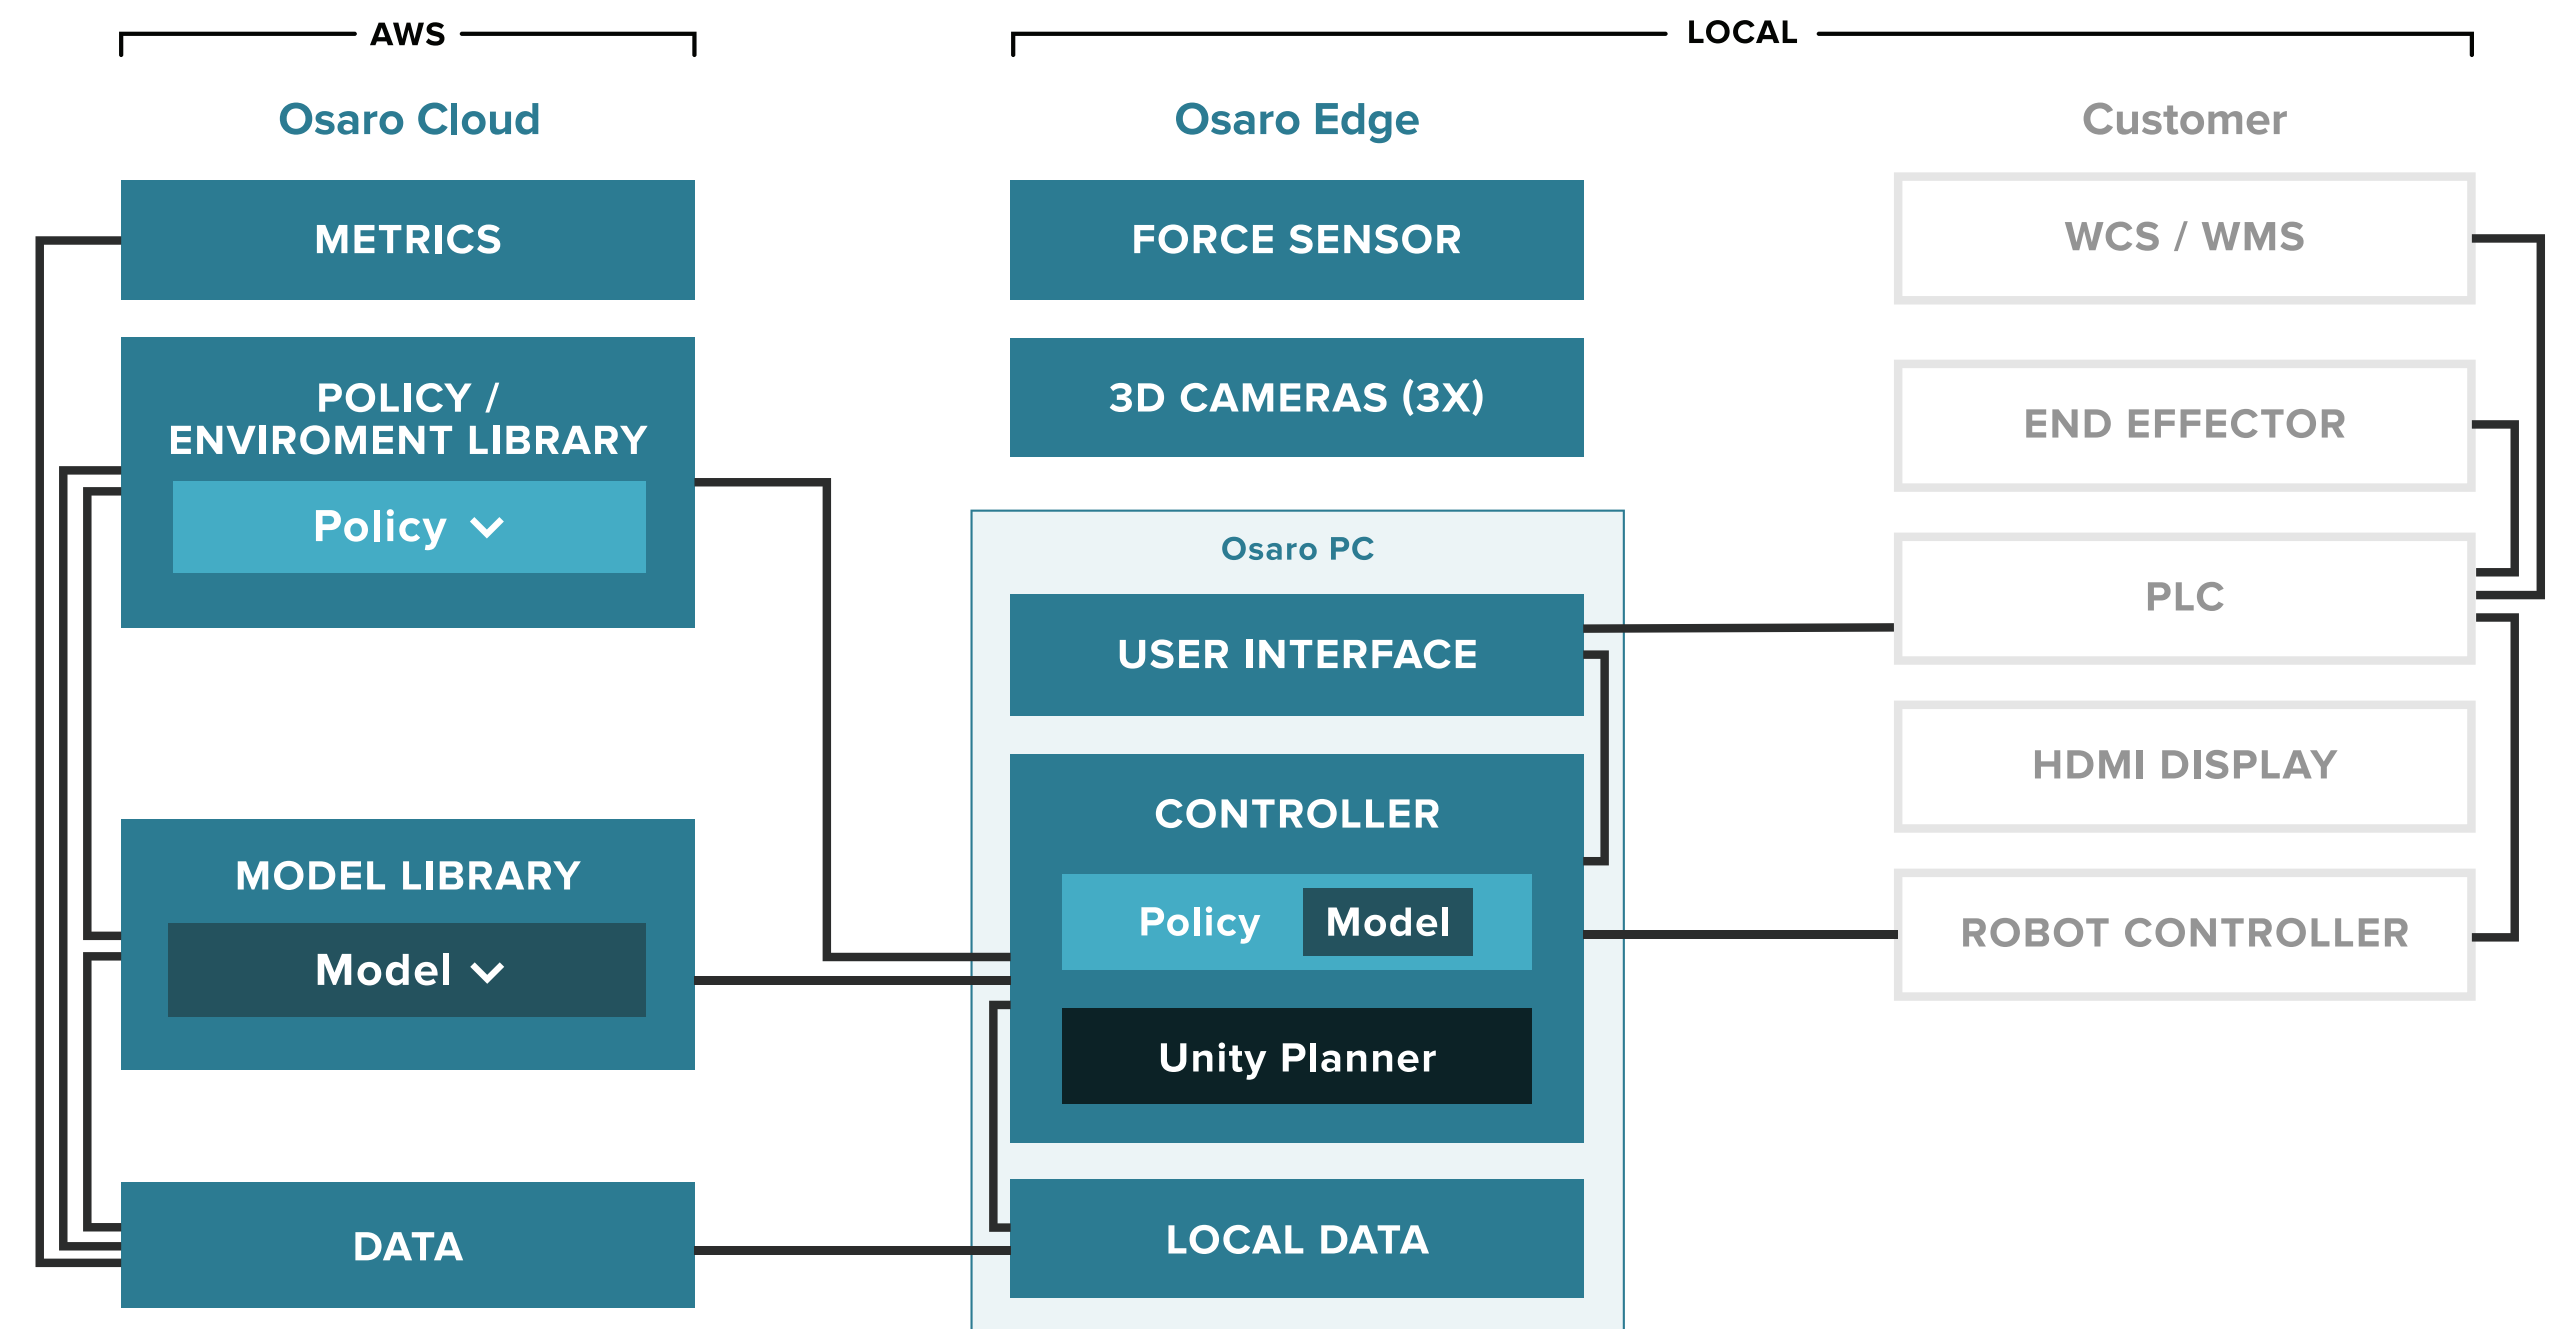 AWS
LOCAL
Osaro Cloud
Osaro Edge
Customer
METRICS
POLICY /
ENVIROMENT LIBRARY
Policy
MODEL LIBRARY
Model
DATA
FORCE SENSOR
3D CAMERAS (3X)
Osaro PC
USER INTERFACE
CONTROLLER
Policy Model
Unity Planner
LOCAL DATA
WCS / WMS
END EFFECTOR
PLC
HDMI DISPLAY
ROBOT CONTROLLER